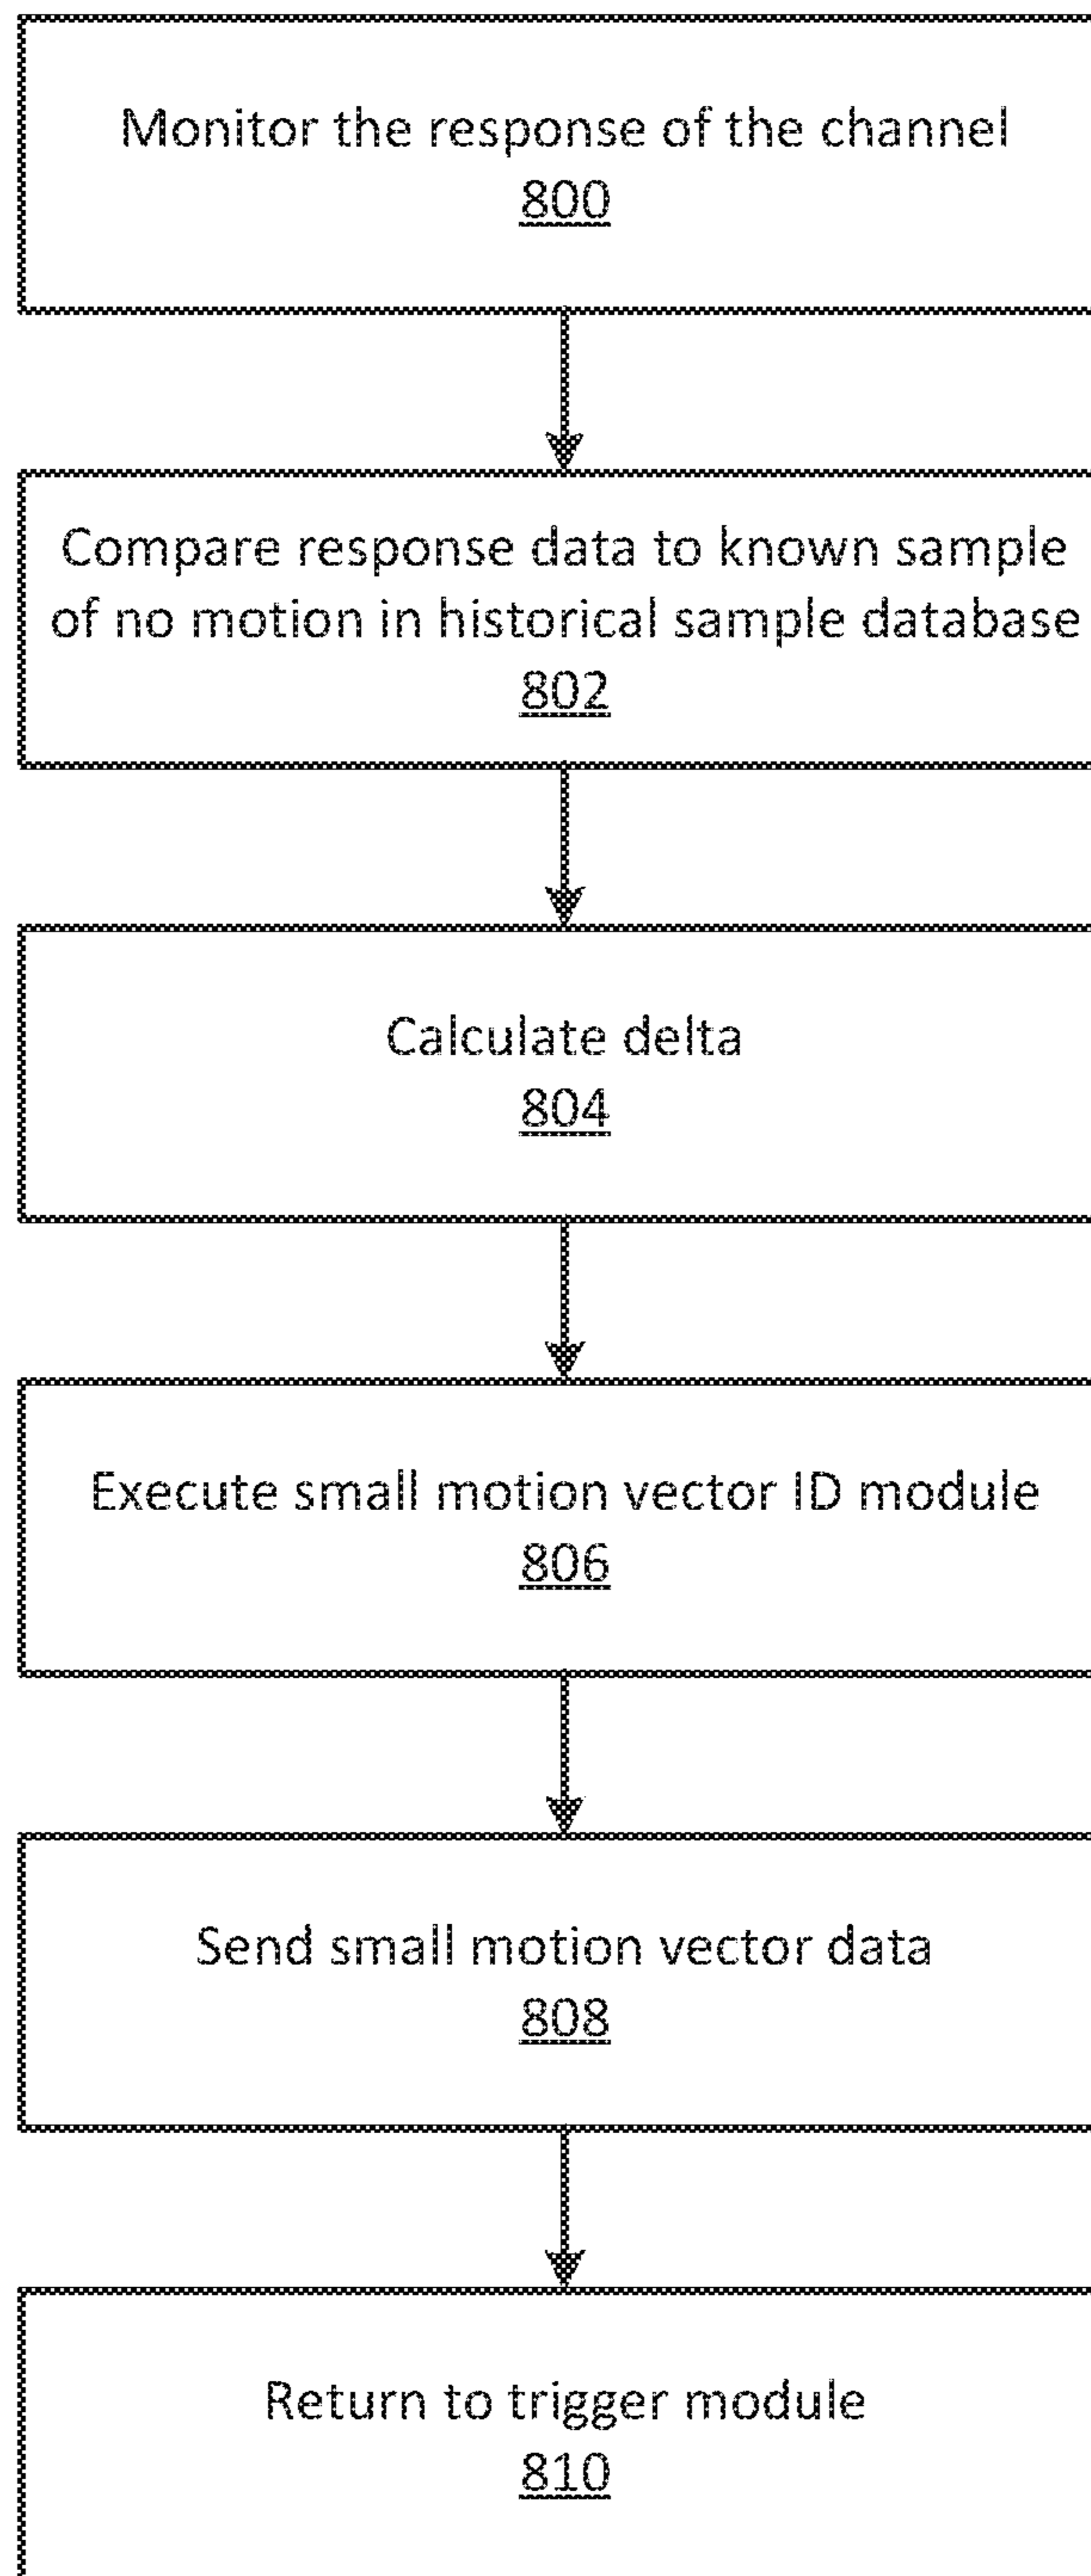 Monitor the response of the channel
800
Compare response data to known sample
of no motion in historical sample database
802
Calculate delta
804
Execute small motion vector ID module
806
Send small motion vector data
808
Return to trigger module
810